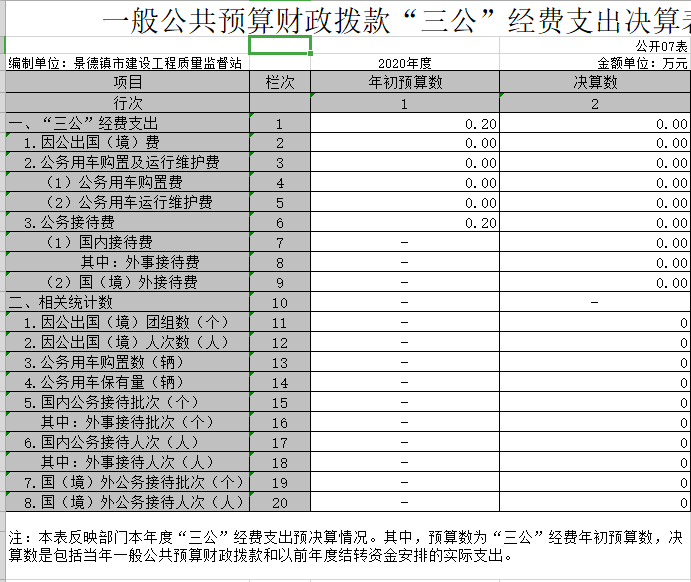 一般公共预算财政拨款“三公”经费支出决算表
公开07表
编制单位：景德镇市建设工程质量监督站 2020年度 金额单位：万元
项目 栏次 年初预算数 决算数
行次 1 2
一、“三公”经费支出 1 0.20 0.00
1.因公出国（境）费 2 0.00 0.00
2.公务用车购置及运行维护费 3 0.00 0.00
（1）公务用车购置费 4 0.00 0.00
（2）公务用车运行维护费 5 0.00 0.00
3.公务接待费 6 0.20 0.00
（1）国内接待费 7 － 0.00
其中：外事接待费 8 － 0.00
（2）国（境）外接待费 9 － 0.00
二、相关统计数 10 － －
1.因公出国（境）团组数（个） 11 － 0
2.因公出国（境）人次数（人） 12 － 0
3.公务用车购置数（辆） 13 － 0
4.公务用车保有量（辆） 14 － 0
5.国内公务接待批次（个） 15 － 0
其中：外事接待批次（个） 16 － 0
6.国内公务接待人次（人） 17 － 0
其中：外事接待人次（人） 18 － 0
7.国（境）外公务接待批次（个） 19 － 0
8.国（境）外公务接待人次（人） 20 － 0
注：本表反映部门本年度“三公”经费支出预决算情况。其中，预算数为“三公”经费年初预算数，决
算数是包括当年一般公共预算财政拨款和以前年度结转资金安排的实际支出。